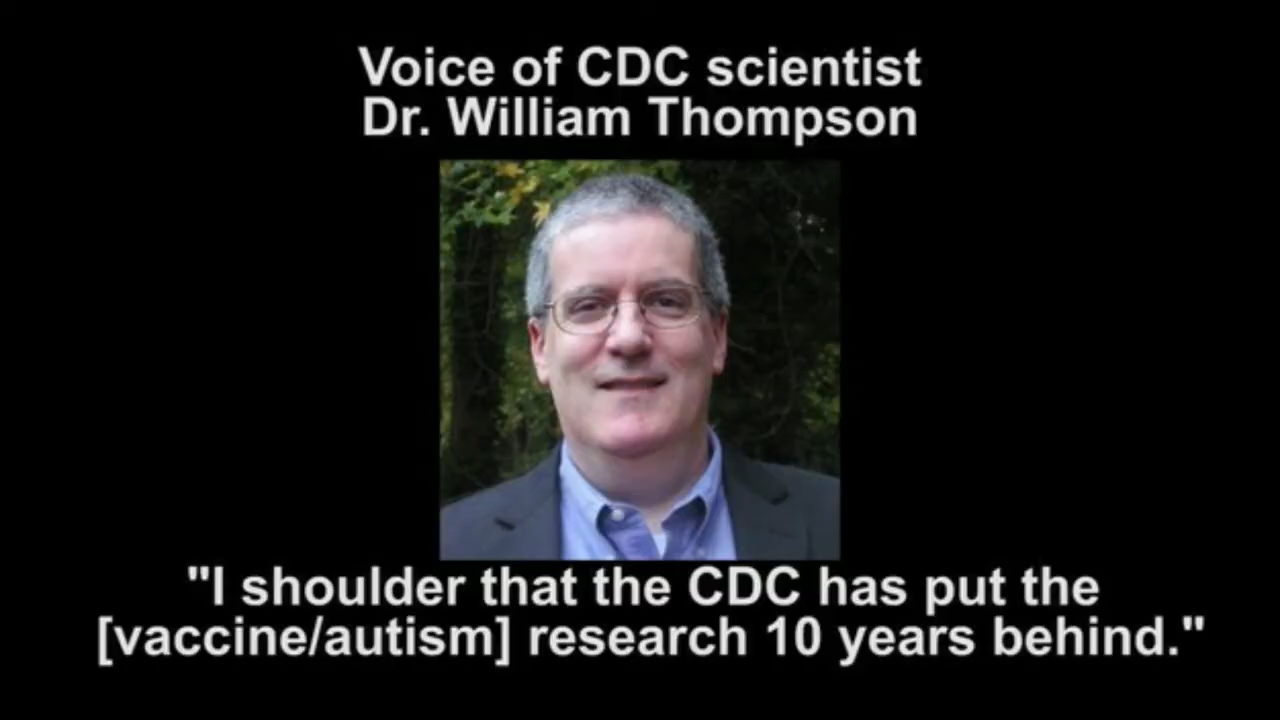 Voice of CDC scientist
Dr. William Thompson
"I shoulder that the CDC has put the
[vaccine/autism] research 10 years behind."